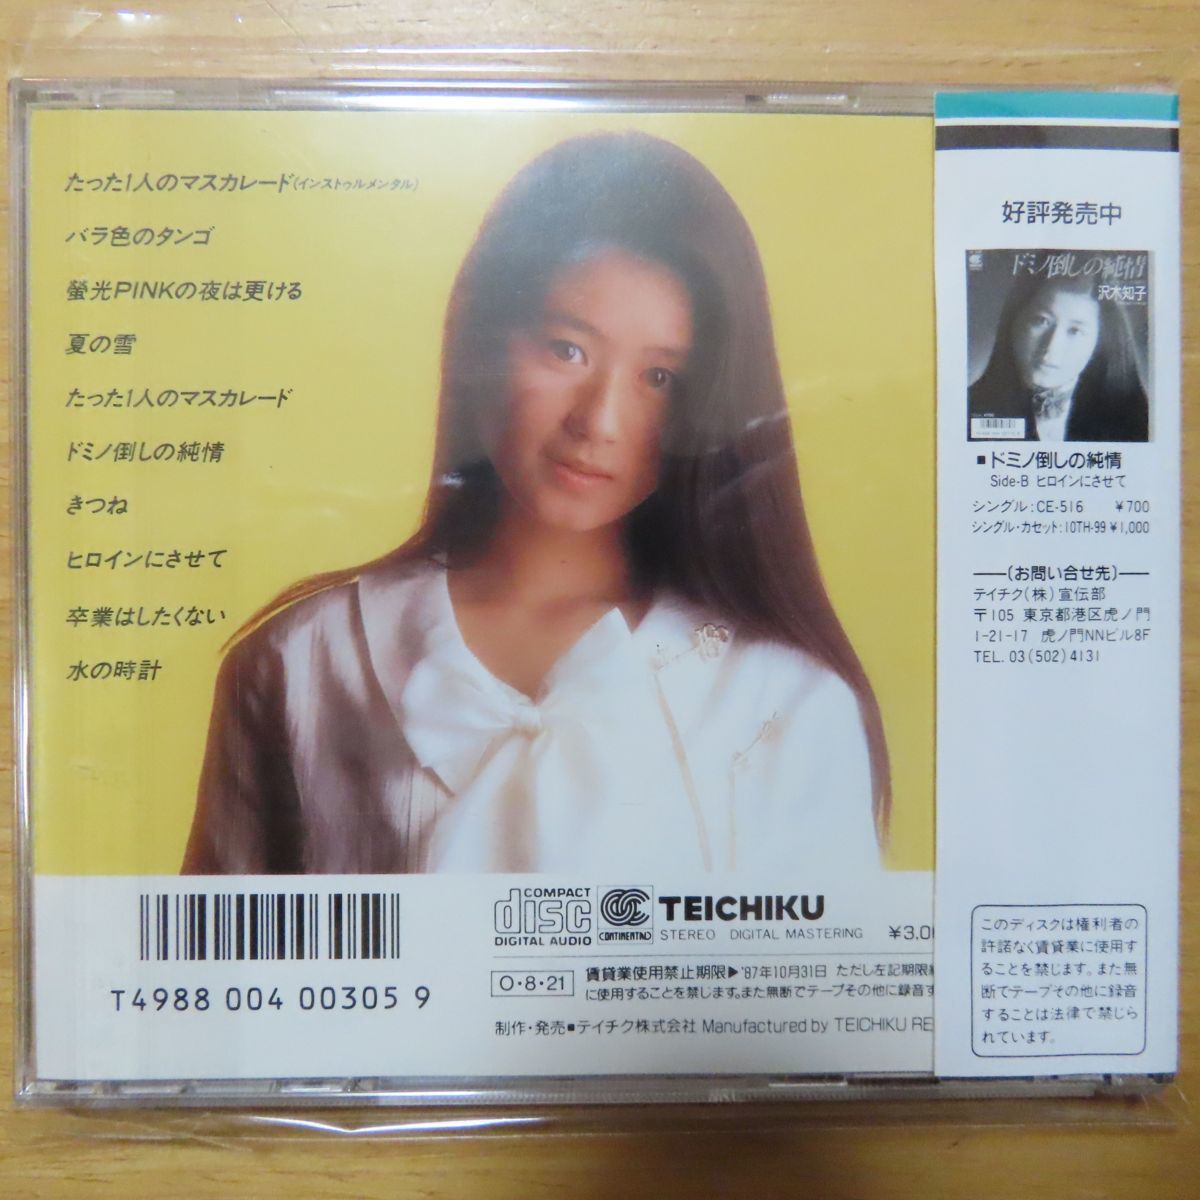 たった1人のマスカレード(インストゥルメンタル)
バラ色のタンゴ
螢光PINKの夜は更ける
夏の雪
たった1人のマスカレード
ドミノ倒しの純情
きつね
ヒロインにさせて
卒業はしたくない
水の時計
T4988 004 00305 9
COMPACT
disc
DIGITAL AUDIO
CONTINENTAL
TEICHIKU
STEREO DIGITAL MASTERING ¥3.0
O・8・21
賃貸業使用禁止期限▶'87年10月31日 ただし左記期限
に使用することを禁じます。また無断でテープその他に録音す
制作・発売■テイチク株式会社 Manufactured by TEICHIKU RE
好評発売中
ドミノ倒しの純情
沢木知子
■ドミノ倒しの純情
Side-B ヒロインにさせて
シングル:CE-516 ¥700
シングル・カセット:10TH-99 ¥1,000
──(お問い合せ先)──
テイチク(株)宣伝部
〒105 東京都港区虎ノ門
1-21-17 虎ノ門NNビル8F
TEL. 03(502)4131
このディスクは権利者の
許諾なく賃貸業に使用す
ることを禁じます。また無
断でテープその他に録音
することは法律で禁じら
れています。